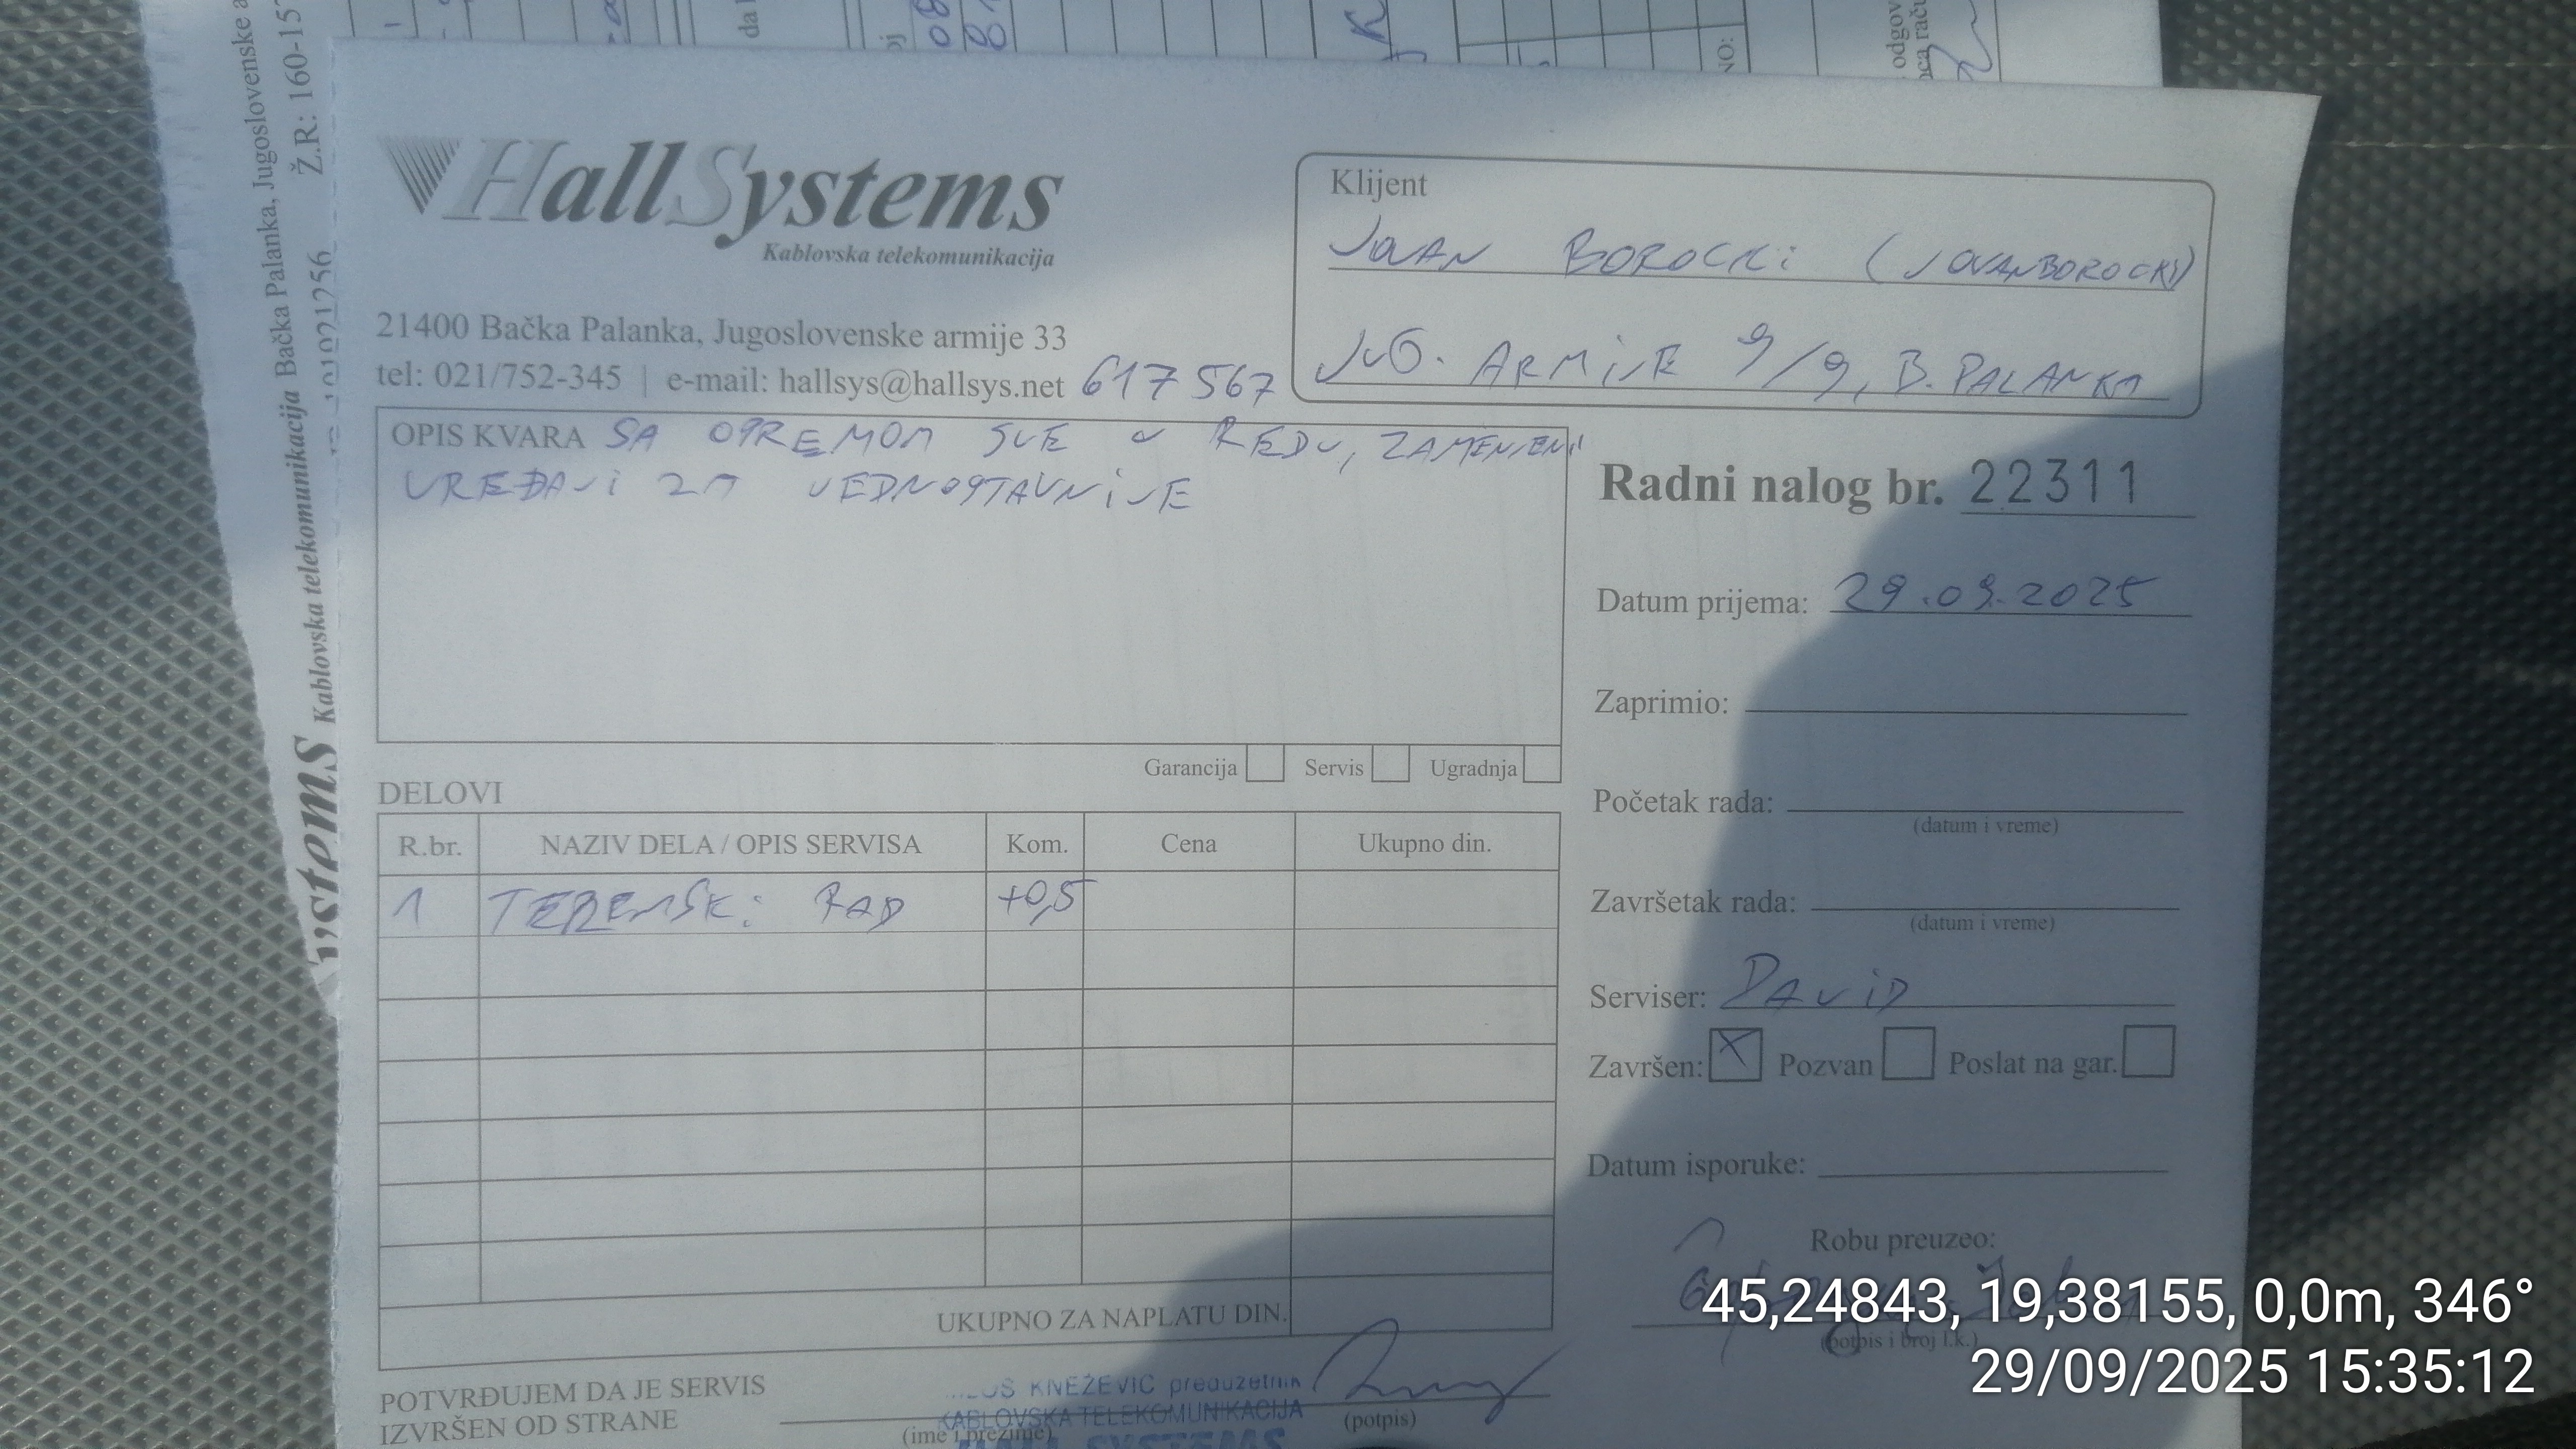 HallSystems
Kablovska telekomunikacija
21400 Bačka Palanka, Jugoslovenske armije 33
tel: 021/752-345 | e-mail: hallsys@hallsys.net 617567
Klijent
JOVAN BOROCKi (JOVANBOROCKI)
JUG. ARMIJE 9/9, B. PALANKA
OPIS KVARA SA OPREMOM SVE U REDU, ZAMENJENI
UREĐAJI ZA JEDNOSTAVNIJE
Garancija Servis Ugradnja
Radni nalog br. 22311
Datum prijema: 29.09.2025
Zaprimio:
Početak rada:
(datum i vreme)
Završetak rada:
(datum i vreme)
Serviser: DAVID
Završen: X Pozvan Poslat na gar.
Datum isporuke:
Robu preuzeo:
(potpis i broj l.k.)
DELOVI
R.br. NAZIV DELA / OPIS SERVISA Kom. Cena Ukupno din.
1 TERENSKi RAD +0,5
UKUPNO ZA NAPLATU DIN.
POTVRĐUJEM DA JE SERVIS
IZVRŠEN OD STRANE
KNEŽEVIĆ preduzetnik
KABLOVSKA TELEKOMUNIKACIJA
(ime i prezime)
(potpis)
SYSTEMS
Kablovska telekomunikacija Bačka Palanka, Jugoslovenske
Ž.R: 160-15
45,24843, 19,38155, 0,0m, 346°
29/09/2025 15:35:12